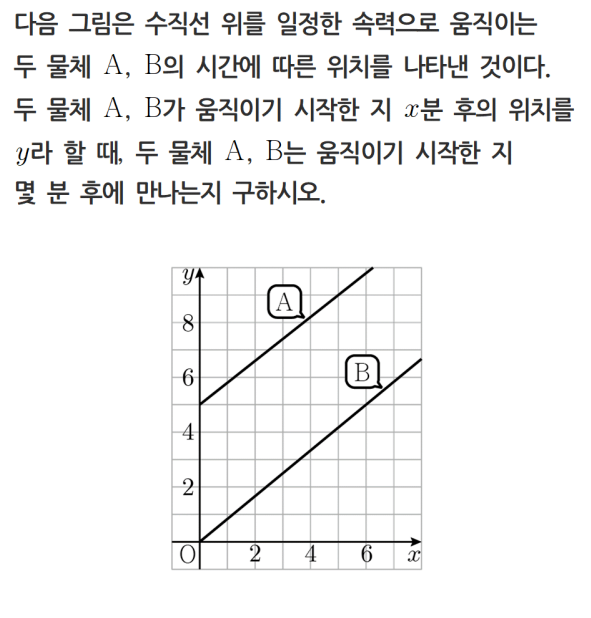 다음 그림은 수직선 위를 일정한 속력으로 움직이는
두 물체 A, B의 시간에 따른 위치를 나타낸 것이다.
두 물체 A, B가 움직이기 시작한 지 x분 후의 위치를
y라 할 때, 두 물체 A, B는 움직이기 시작한 지
몇 분 후에 만나는지 구하시오.
y
A
8
6
B
4
2
O 2 4 6 x